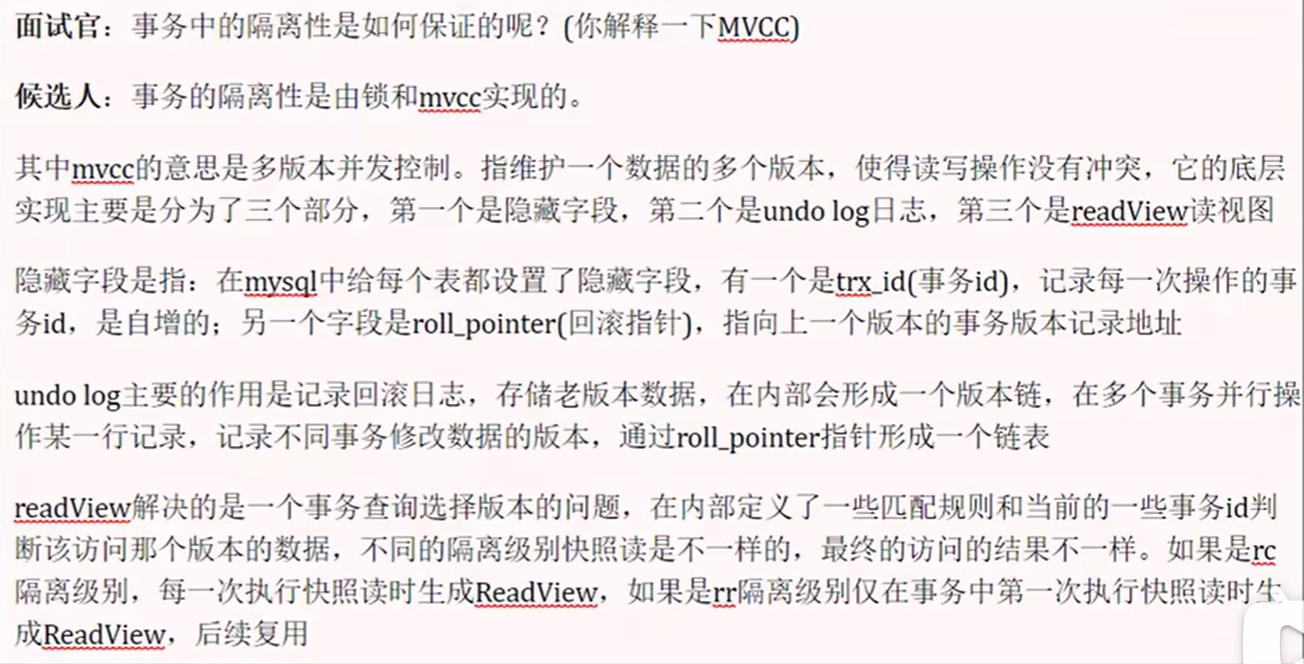 面试官：事务中的隔离性是如何保证的呢？(你解释一下MVCC)
候选人：事务的隔离性是由锁和mvcc实现的。
其中mvcc的意思是多版本并发控制。指维护一个数据的多个版本，使得读写操作没有冲突，它的底层
实现主要是分为了三个部分，第一个是隐藏字段，第二个是undo log日志，第三个是readView读视图
隐藏字段是指：在mysql中给每个表都设置了隐藏字段，有一个是trx_id(事务id)，记录每一次操作的事
务id，是自增的；另一个字段是roll_pointer(回滚指针)，指向上一个版本的事务版本记录地址
undo log主要的作用是记录回滚日志，存储老版本数据，在内部会形成一个版本链，在多个事务并行操
作某一行记录，记录不同事务修改数据的版本，通过roll_pointer指针形成一个链表
readView解决的是一个事务查询选择版本的问题，在内部定义了一些匹配规则和当前的一些事务id判
断该访问那个版本的数据，不同的隔离级别快照读是不一样的，最终的访问的结果不一样。如果是rc
隔离级别，每一次执行快照读时生成ReadView，如果是rr隔离级别仅在事务中第一次执行快照读时生
成ReadView，后续复用